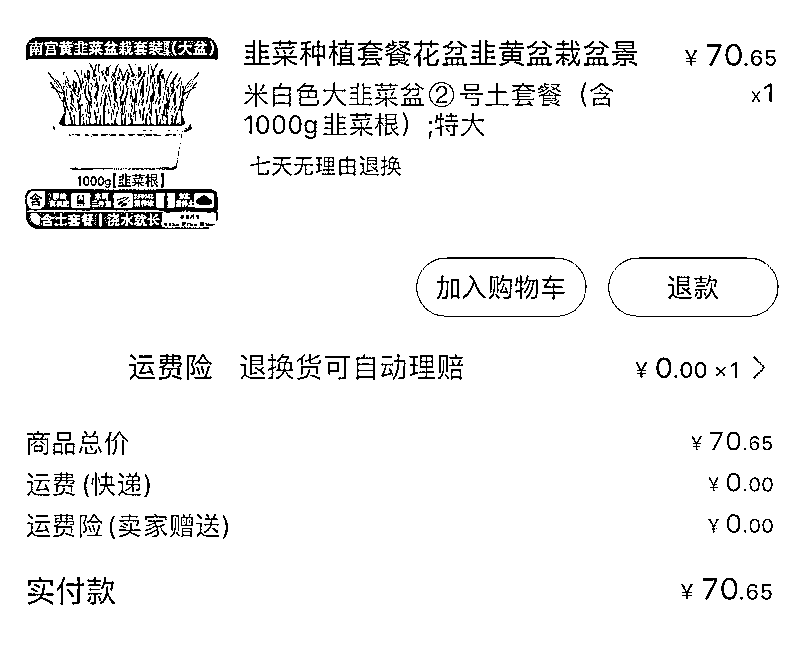 南宫黄韭菜盆栽套装(大盆)
韭菜种植套餐花盆韭黄盆栽盆景
¥70.65
米白色大韭菜盆②号土套餐（含
x1
1000g韭菜根）;特大
七天无理由退换
1000g[韭菜根]
含
含土套餐 浇水就长
加入购物车
退款
运费险 退换货可自动理赔 ¥0.00 ×1
商品总价 ¥70.65
运费(快递) ¥0.00
运费险(卖家赠送) ¥0.00
实付款 ¥70.65